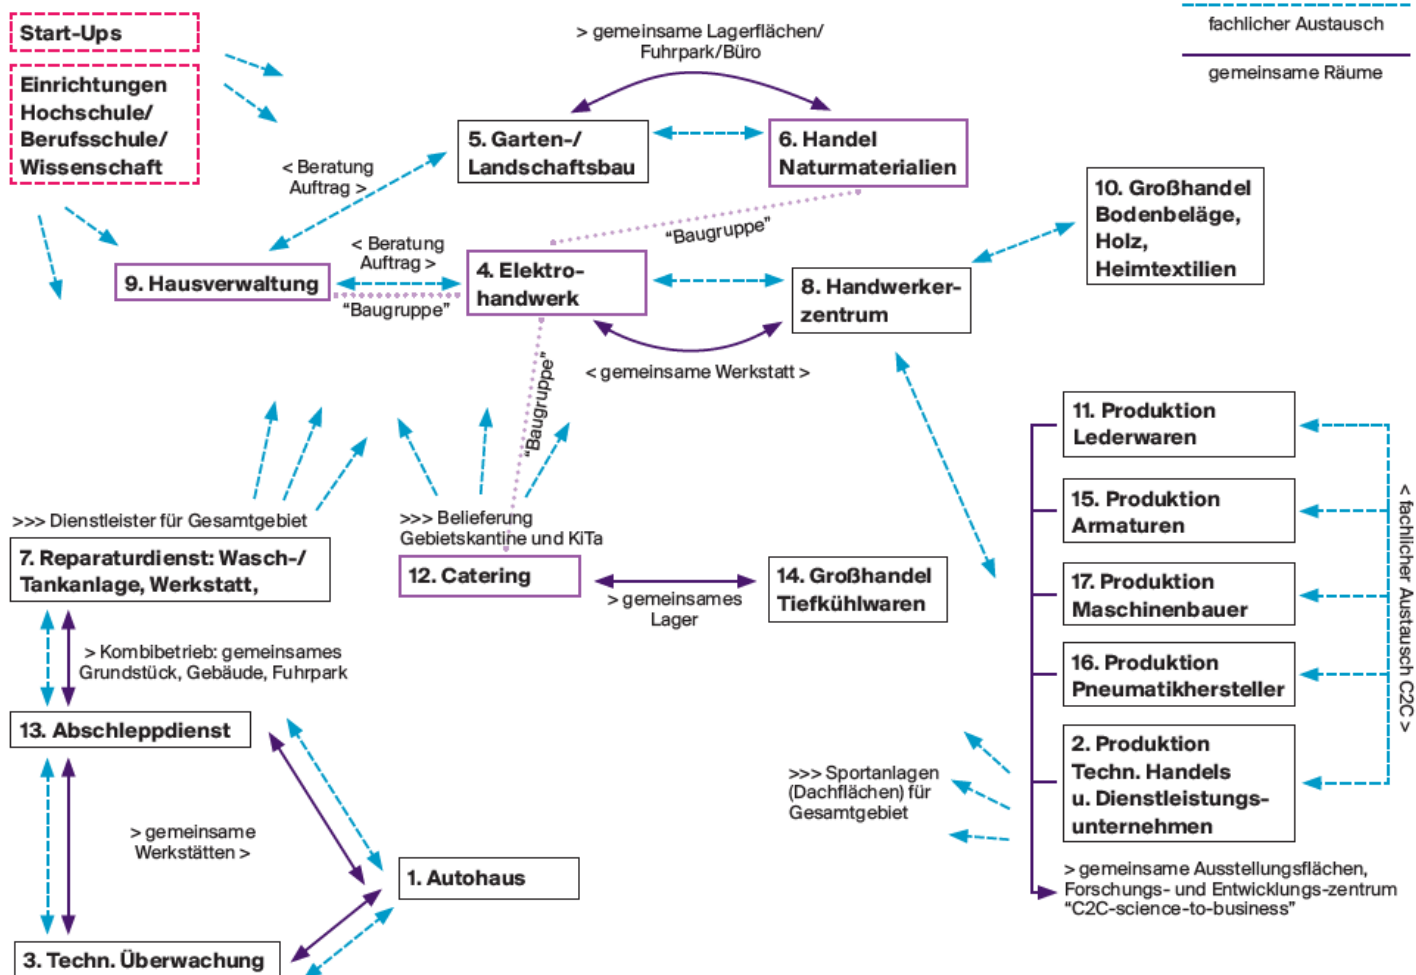 Start-Ups
Einrichtungen
Hochschule/
Berufsschule/
Wissenschaft
> gemeinsame Lagerflächen/
Fuhrpark/Büro
fachlicher Austausch
gemeinsame Räume
5. Garten-/
Landschaftsbau
6. Handel
Naturmaterialien
< Beratung
Auftrag >
10. Großhandel
Bodenbeläge,
Holz,
Heimtextilien
"Baugruppe"
< Beratung
Auftrag >
9. Hausverwaltung
"Baugruppe"
4. Elektro-
handwerk
8. Handwerker-
zentrum
< gemeinsame Werkstatt >
"Baugruppe"
11. Produktion
Lederwaren
15. Produktion
Armaturen
17. Produktion
Maschinenbauer
16. Produktion
Pneumatikhersteller
2. Produktion
Techn. Handels
u. Dienstleistungs-
unternehmen
< fachlicher Austausch C2C >
> gemeinsame Ausstellungsflächen,
Forschungs- und Entwicklungs-zentrum
"C2C-science-to-business"
>>> Dienstleister für Gesamtgebiet
7. Reparaturdienst: Wasch-/
Tankanlage, Werkstatt,
>>> Belieferung
Gebietskantine und KiTa
12. Catering
> gemeinsames
Lager
14. Großhandel
Tiefkühlwaren
> Kombibetrieb: gemeinsames
Grundstück, Gebäude, Fuhrpark
13. Abschleppdienst
>>> Sportanlagen
(Dachflächen) für
Gesamtgebiet
> gemeinsame
Werkstätten >
1. Autohaus
3. Techn. Überwachung